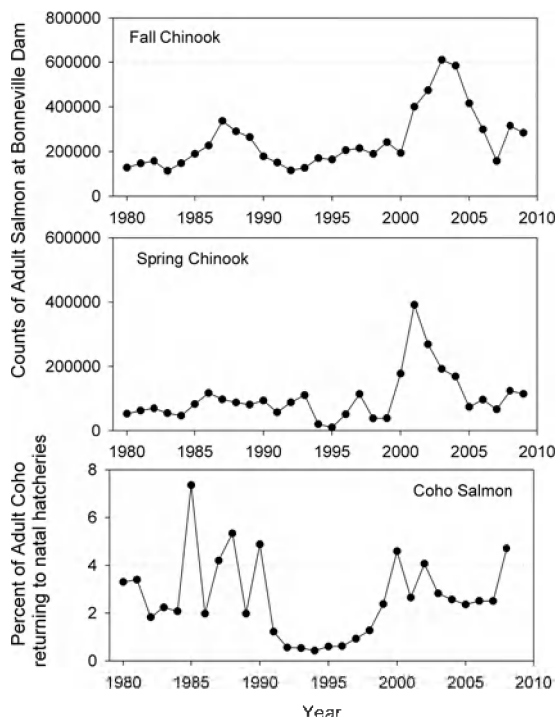 Counts of Adult Salmon at Bonneville Dam
Fall Chinook
800000
600000
400000
200000
0
1980 1985 1990 1995 2000 2005 2010
Spring Chinook
600000
400000
200000
0
1980 1985 1990 1995 2000 2005 2010
Percent of Adult Coho
returning to natal hatcheries
Coho Salmon
8
6
4
2
0
1980 1985 1990 1995 2000 2005 2010
Year